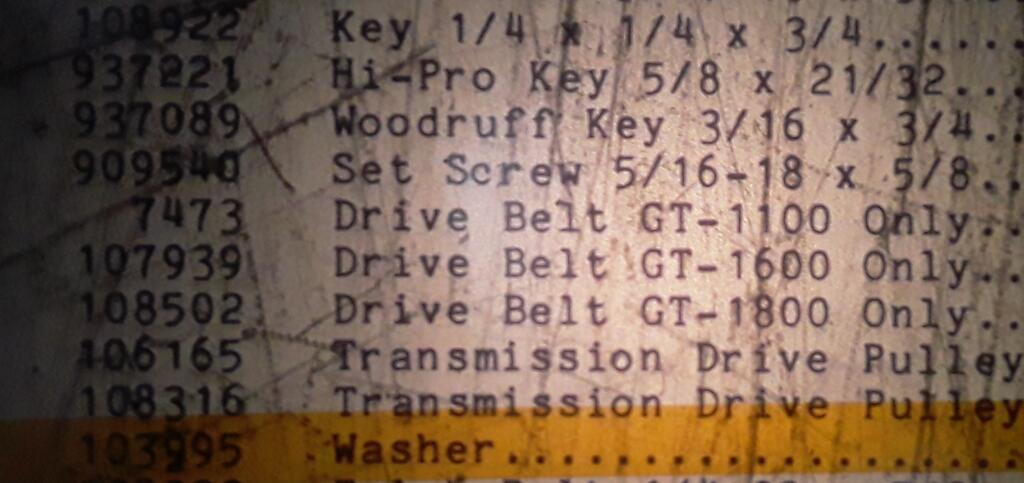 108922 Key 1/4 x 1/4 x 3/4......
937221 Hi-Pro Key 5/8 x 21/32...
937089 Woodruff Key 3/16 x 3/4..
909540 Set Screw 5/16-18 x 5/8..
7473 Drive Belt GT-1100 Only..
107939 Drive Belt GT-1600 Only..
108502 Drive Belt GT-1800 Only..
106165 Transmission Drive Pulley
108316 Transmission Drive Pulley
103995 Washer..................